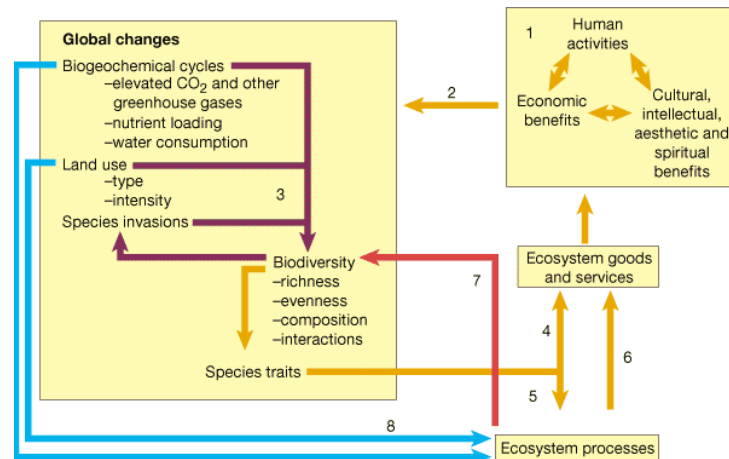 Global changes
Biogeochemical cycles
–elevated CO2 and other
greenhouse gases
–nutrient loading
–water consumption
Land use
–type
–intensity
Species invasions
3
Biodiversity
–richness
–evenness
–composition
–interactions
Species traits
2
1
Human
activities
Economic
benefits
Cultural,
intellectual,
aesthetic and
spiritual
benefits
Ecosystem goods
and services
7
4
6
5
8
Ecosystem processes